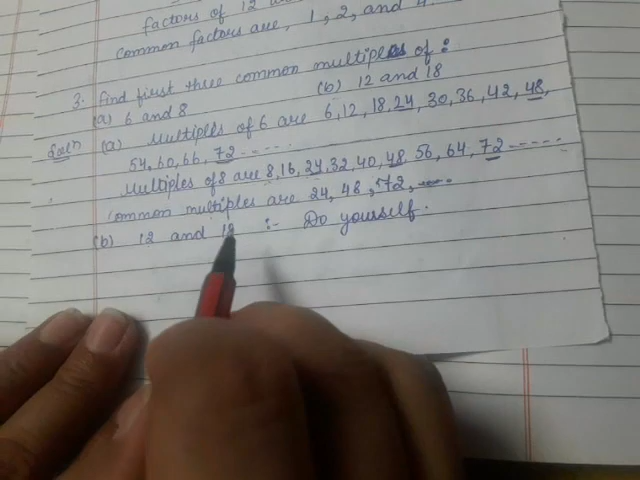 factors of 12
Common factors are, 1, 2, and 4.
3. Find first three common multiples of :
(a) 6 and 8 (b) 12 and 18
Soln (a) Multiples of 6 are 6, 12, 18, 24, 30, 36, 42, 48,
54, 60, 66, 72 .....
Multiples of 8 are 8, 16, 24, 32, 40, 48, 56, 64, 72 .....
Common multiples are 24, 48, 72, ....
(b) 12 and 18 :- Do yourself.